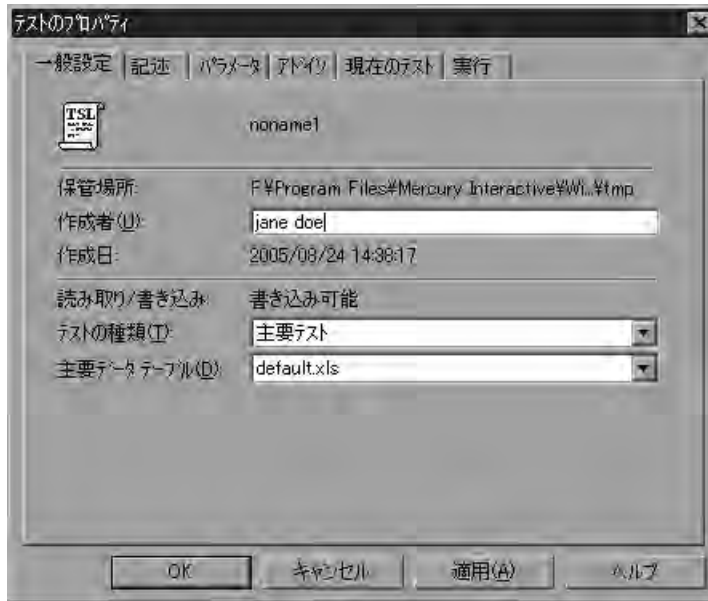 テストのプロパティ
一般設定 記述 パラメータ アドイン 現在のテスト 実行
TSL
noname1
保管場所: F:¥Program Files¥Mercury Interactive¥Wi...¥tmp
作成者(U): jane doe
作成日: 2005/08/24 14:38:17
読み取り/書き込み: 書き込み可能
テストの種類(T): 主要テスト
主要データ テーブル(D): default.xls
OK キャンセル 適用(A) ヘルプ